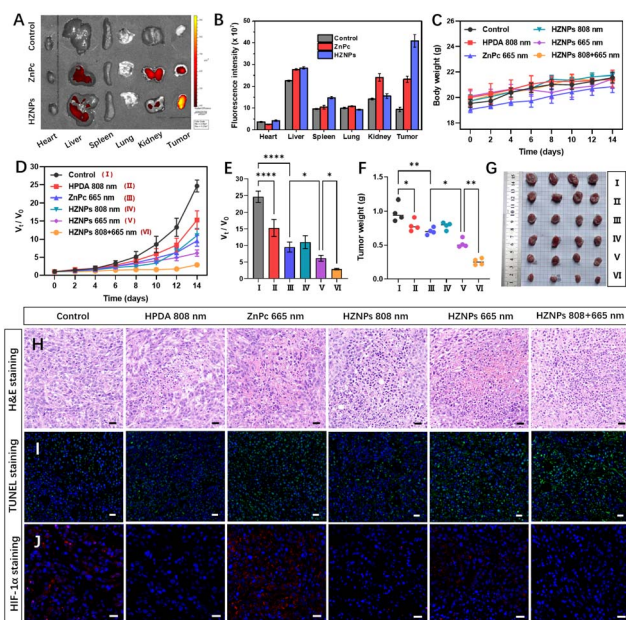 A
Control
ZnPc
HZNPs
Heart
Liver
Spleen
Lung
Kidney
Tumor
B
Fluorescence intensity (× 10⁷)
80
70
60
50
40
30
20
10
0
Control
ZnPc
HZNPs
Heart Liver Spleen Lung Kidney Tumor
C
Body weight (g)
24
22
20
18
Control
HPDA 808 nm
ZnPc 665 nm
HZNPs 808 nm
HZNPs 665 nm
HZNPs 808+665 nm
0 2 4 6 8 10 12 14
Time (days)
D
Vt / V0
30
25
20
15
10
5
0
Control (I)
HPDA 808 nm (II)
ZnPc 665 nm (III)
HZNPs 808 nm (IV)
HZNPs 665 nm (V)
HZNPs 808+665 nm (VI)
0 2 4 6 8 10 12 14
Time (days)
E
Vt / V0
30
25
20
15
10
5
0
****
****
*
*
I II III IV V VI
F
Tumor weight (g)
1.5
1.0
0.5
0.0
**
*
*
**
I II III IV V VI
G
I
II
III
IV
V
VI
Control
HPDA 808 nm
ZnPc 665 nm
HZNPs 808 nm
HZNPs 665 nm
HZNPs 808+665 nm
H&E staining
H
TUNEL staining
I
HIF-1α staining
J